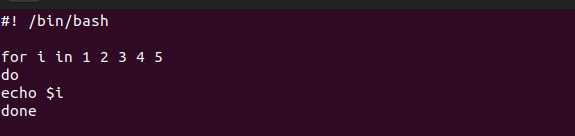 #! /bin/bash

for i in 1 2 3 4 5
do
echo $i
done